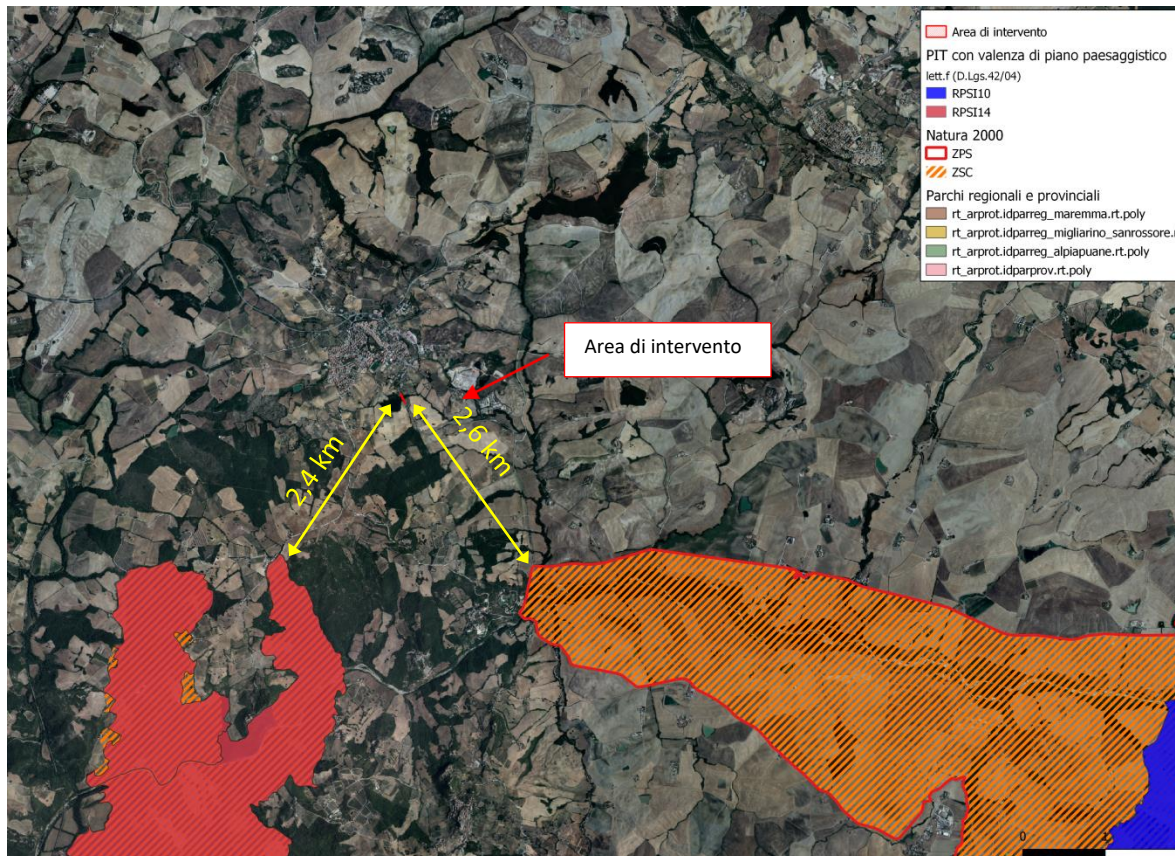 Area di intervento
PIT con valenza di piano paesaggistico
lett.f (D.Lgs.42/04)
RPSI10
RPSI14
Natura 2000
ZPS
ZSC
Parchi regionali e provinciali
rt_arprot.idparreg_maremma.rt.poly
rt_arprot.idparreg_migliarino_sanrossore.r
rt_arprot.idparreg_alpiapuane.rt.poly
rt_arprot.idparprov.rt.poly
Area di intervento
2,4 km
2,6 km
0